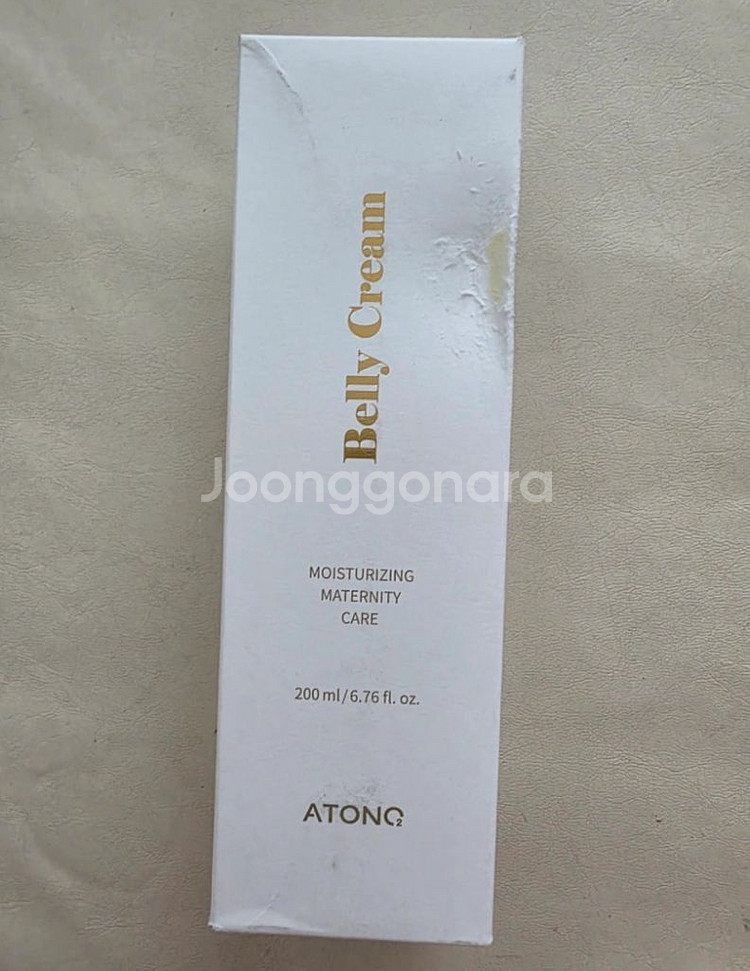 Belly Cream
Joonggonara
MOISTURIZING
MATERNITY
CARE
200 ml/6.76 fl. oz.
ATONO₂